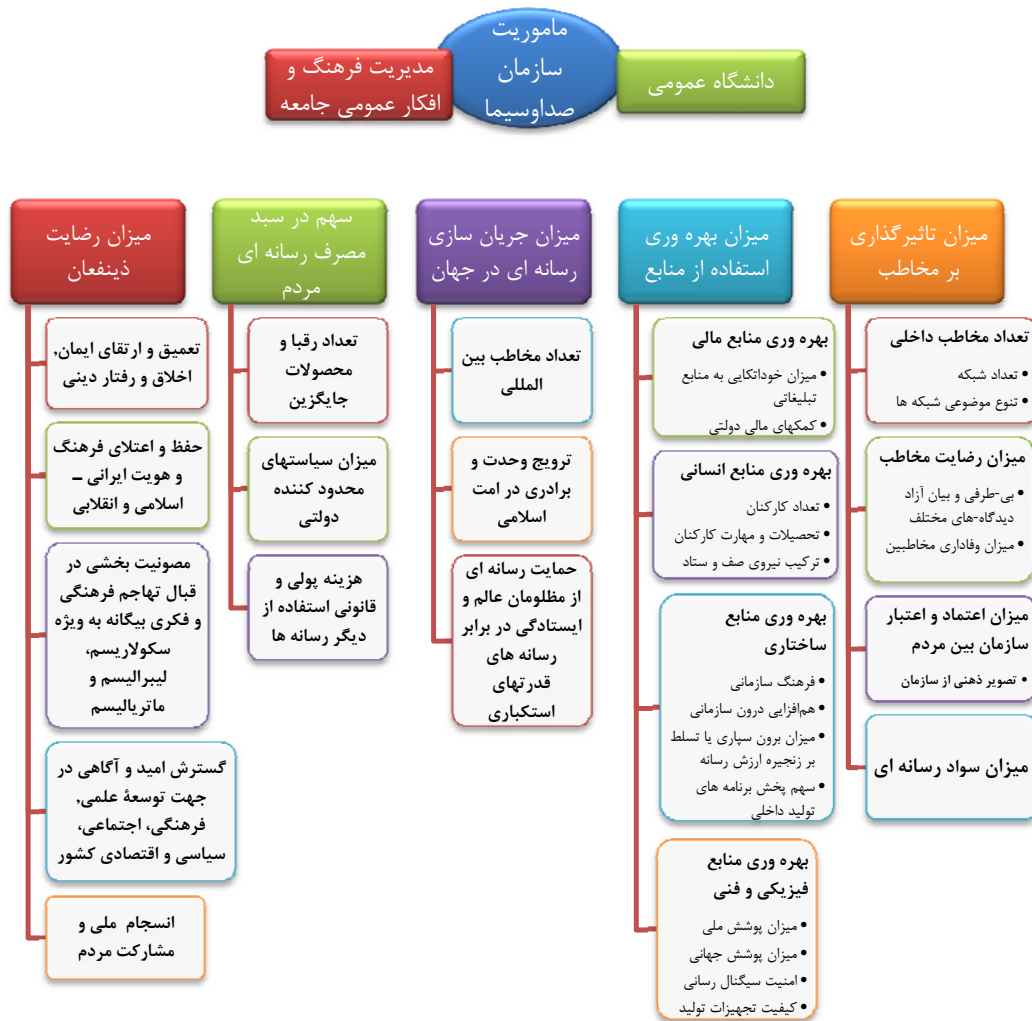 ماموریت
سازمان
صداوسیما
دانشگاه عمومی
مدیریت فرهنگ و
افکار عمومی جامعه
میزان تاثیرگذاری
بر مخاطب
تعداد مخاطب داخلی
• تعداد شبکه
• تنوع موضوعی شبکه ها
میزان رضایت مخاطب
• بی-طرفی و بیان آزاد
دیدگاه-های مختلف
• میزان وفاداری مخاطبین
میزان اعتماد و اعتبار
سازمان بین مردم
• تصویر ذهنی از سازمان
میزان سواد رسانه ای
میزان بهره وری
استفاده از منابع
بهره وری منابع مالی
• میزان خوداتکایی به منابع
تبلیغاتی
• کمکهای مالی دولتی
بهره وری منابع انسانی
• تعداد کارکنان
• تحصیلات و مهارت کارکنان
• ترکیب نیروی صف و ستاد
بهره وری منابع
ساختاری
• فرهنگ سازمانی
• هم‌افزایی درون سازمانی
• میزان برون سپاری یا تسلط
بر زنجیره ارزش رسانه
• سهم پخش برنامه های
تولید داخلی
بهره وری منابع
فیزیکی و فنی
• میزان پوشش ملی
• میزان پوشش جهانی
• امنیت سیگنال رسانی
• کیفیت تجهیزات تولید
میزان جریان سازی
رسانه ای در جهان
تعداد مخاطب بین
المللی
ترویج وحدت و
برادری در امت
اسلامی
حمایت رسانه ای
از مظلومان عالم و
ایستادگی در برابر
رسانه های
قدرتهای
استکباری
سهم در سبد
مصرف رسانه ای
مردم
تعداد رقبا و
محصولات
جایگزین
میزان سیاستهای
محدود کننده
دولتی
هزینه پولی و
قانونی استفاده از
دیگر رسانه ها
میزان رضایت
ذینفعان
تعمیق و ارتقای ایمان,
اخلاق و رفتار دینی
حفظ و اعتلای فرهنگ
و هویت ایرانی –
اسلامی و انقلابی
مصونیت بخشی در
قبال تهاجم فرهنگی
و فکری بیگانه به ویژه
سکولاریسم،
لیبرالیسم و
ماتریالیسم
گسترش امید و آگاهی در
جهت توسعهٔ علمی,
فرهنگی، اجتماعی،
سیاسی و اقتصادی کشور
انسجام ملی و
مشارکت مردم